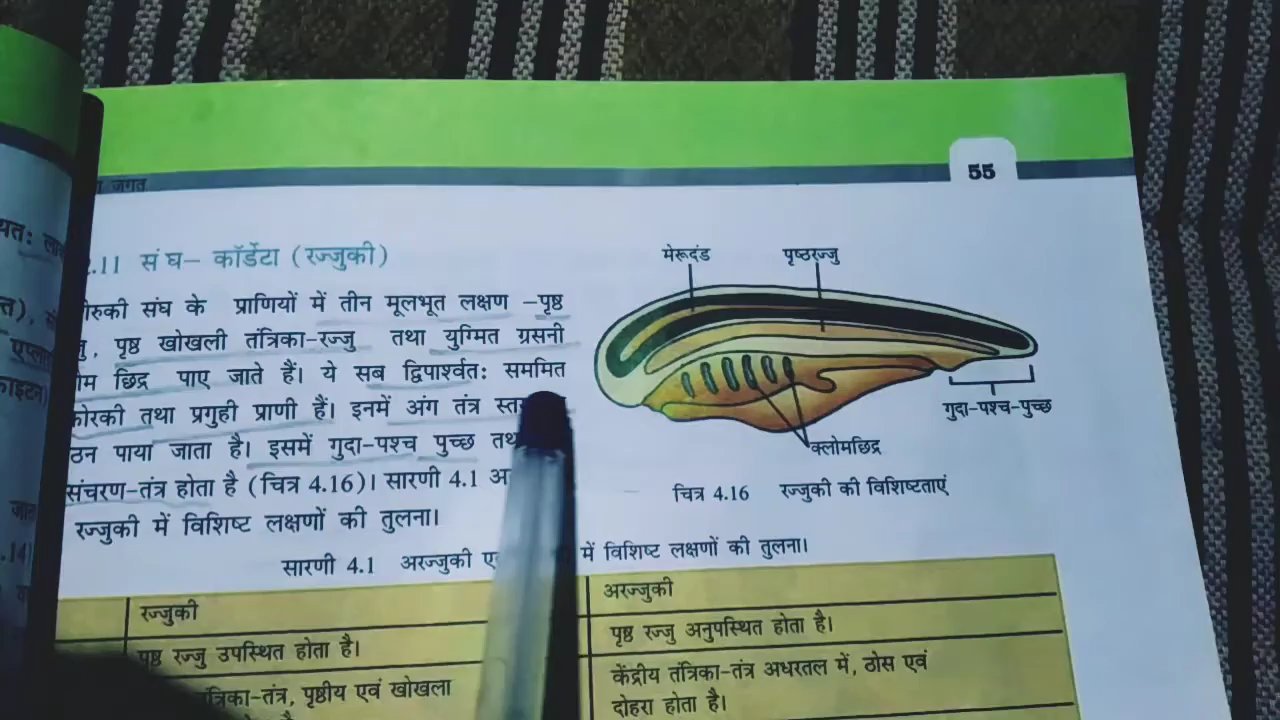 जगत
55
.11 संघ– कॉर्डेटा (रज्जुकी)
संघ के प्राणियों में तीन मूलभूत लक्षण –पृष्ठ
पृष्ठ खोखली तंत्रिका-रज्जु तथा युग्मित ग्रसनी
छिद्र पाए जाते हैं। ये सब द्विपार्श्वतः सममित
तथा प्रगुही प्राणी हैं। इनमें अंग तंत्र
पाया जाता है। इसमें गुदा-पश्च पुच्छ
संचरण-तंत्र होता है (चित्र 4.16)। सारणी 4.1
रज्जुकी में विशिष्ट लक्षणों की तुलना।
मेरूदंड
पृष्ठरज्जु
गुदा-पश्च-पुच्छ
क्लोमछिद्र
चित्र 4.16 रज्जुकी की विशिष्टताएं
सारणी 4.1 अरज्जुकी में विशिष्ट लक्षणों की तुलना।
रज्जुकी
अरज्जुकी
पृष्ठ रज्जु उपस्थित होता है।
पृष्ठ रज्जु अनुपस्थित होता है।
पृष्ठीय एवं खोखला
केंद्रीय तंत्रिका-तंत्र अधरतल में, ठोस एवं
दोहरा होता है।